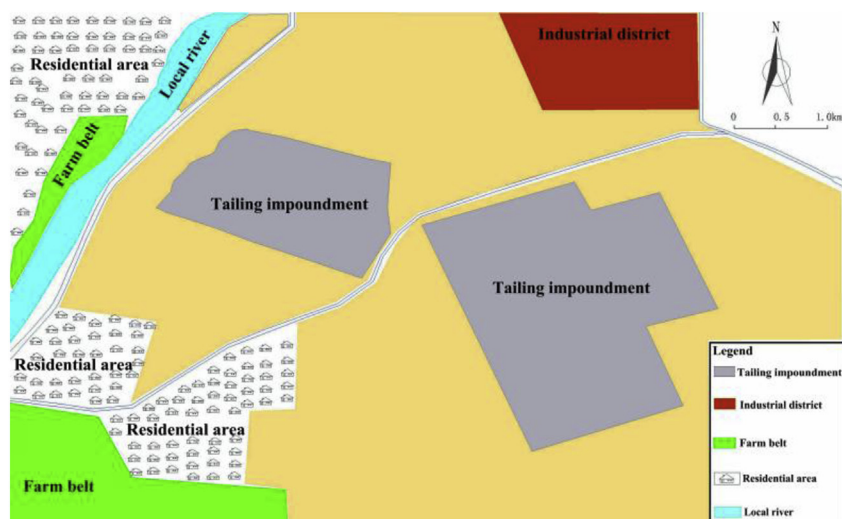 Residential area
Local river
Industrial district
N
0 0.5 1.0km
Farm belt
Tailing impoundment
Tailing impoundment
Residential area
Residential area
Farm belt
Legend
Tailing impoundment
Industrial district
Farm belt
Residential area
Local river